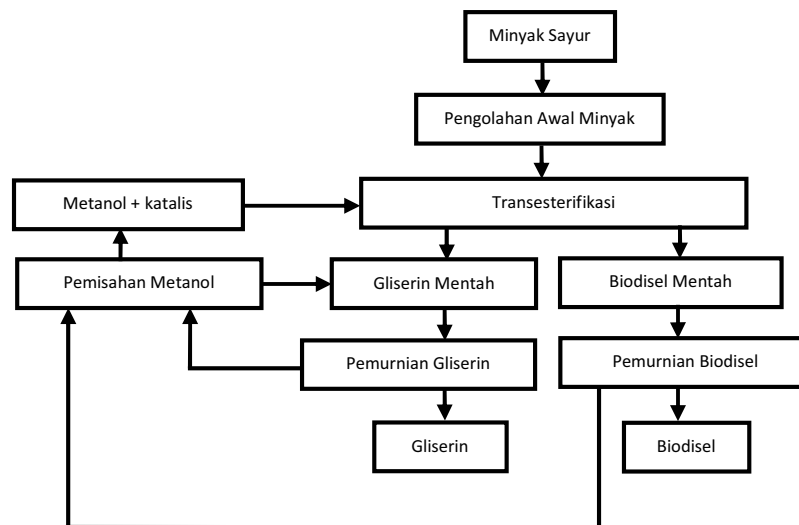 Minyak Sayur
Pengolahan Awal Minyak
Metanol + katalis
Transesterifikasi
Pemisahan Metanol
Gliserin Mentah
Biodisel Mentah
Pemurnian Gliserin
Pemurnian Biodisel
Gliserin
Biodisel